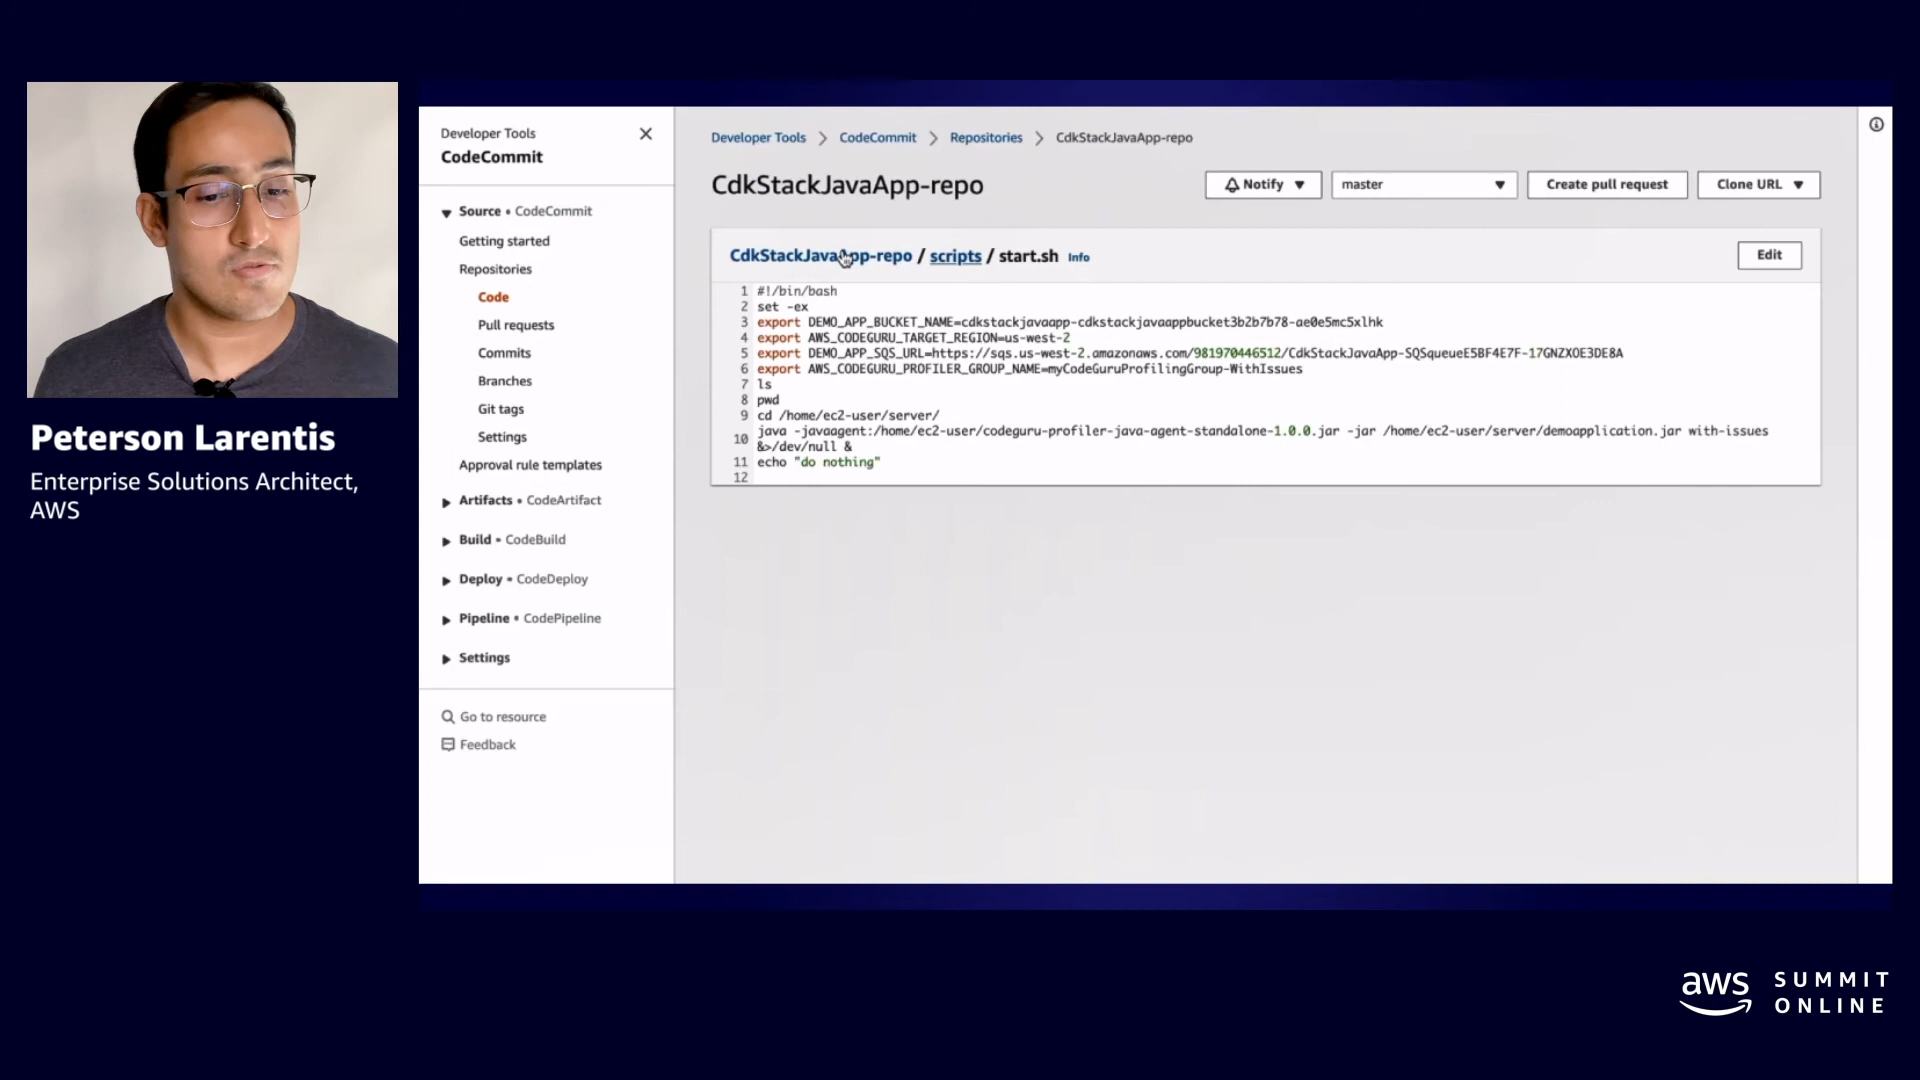 Peterson Larentis
Enterprise Solutions Architect,
AWS
Developer Tools
CodeCommit
Source • CodeCommit
Getting started
Repositories
Code
Pull requests
Commits
Branches
Git tags
Settings
Approval rule templates
Artifacts • CodeArtifact
Build • CodeBuild
Deploy • CodeDeploy
Pipeline • CodePipeline
Settings
Go to resource
Feedback
Developer Tools > CodeCommit > Repositories > CdkStackJavaApp-repo
CdkStackJavaApp-repo
Notify
master
Create pull request
Clone URL
CdkStackJavaApp-repo / scripts / start.sh Info
Edit
1 #!/bin/bash
2 set -ex
3 export DEMO_APP_BUCKET_NAME=cdkstackjavaapp-cdkstackjavaappbucket3b2b7b78-ae0e5mc5xlhk
4 export AWS_CODEGURU_TARGET_REGION=us-west-2
5 export DEMO_APP_SQS_URL=https://sqs.us-west-2.amazonaws.com/981970446512/CdkStackJavaApp-SQSqueueE5BF4E7F-17GNZXOE3DE8A
6 export AWS_CODEGURU_PROFILER_GROUP_NAME=myCodeGuruProfilingGroup-WithIssues
7 ls
8 pwd
9 cd /home/ec2-user/server/
10 java -javaagent:/home/ec2-user/codeguru-profiler-java-agent-standalone-1.0.0.jar -jar /home/ec2-user/server/demoapplication.jar with-issues
&>/dev/null &
11 echo "do nothing"
12
aws SUMMIT
ONLINE